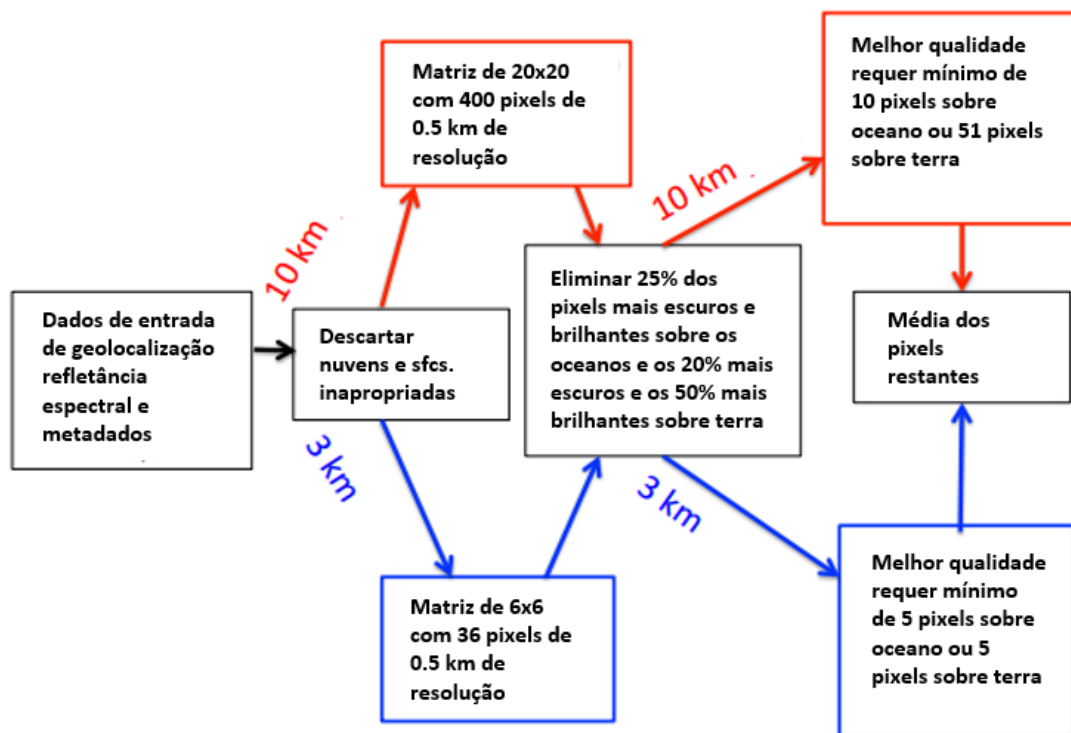 Dados de entrada
de geolocalização
refletância
espectral e
metadados
10 km
3 km
Descartar
nuvens e sfcs.
inapropriadas
Matriz de 20x20
com 400 pixels de
0.5 km de
resolução
Matriz de 6x6
com 36 pixels de
0.5 km de
resolução
Eliminar 25% dos
pixels mais escuros e
brilhantes sobre os
oceanos e os 20% mais
escuros e os 50% mais
brilhantes sobre terra
10 km
3 km
Melhor qualidade
requer mínimo de
10 pixels sobre
oceano ou 51 pixels
sobre terra
Média dos
pixels
restantes
Melhor qualidade
requer mínimo
de 5 pixels sobre
oceano ou 5
pixels sobre terra